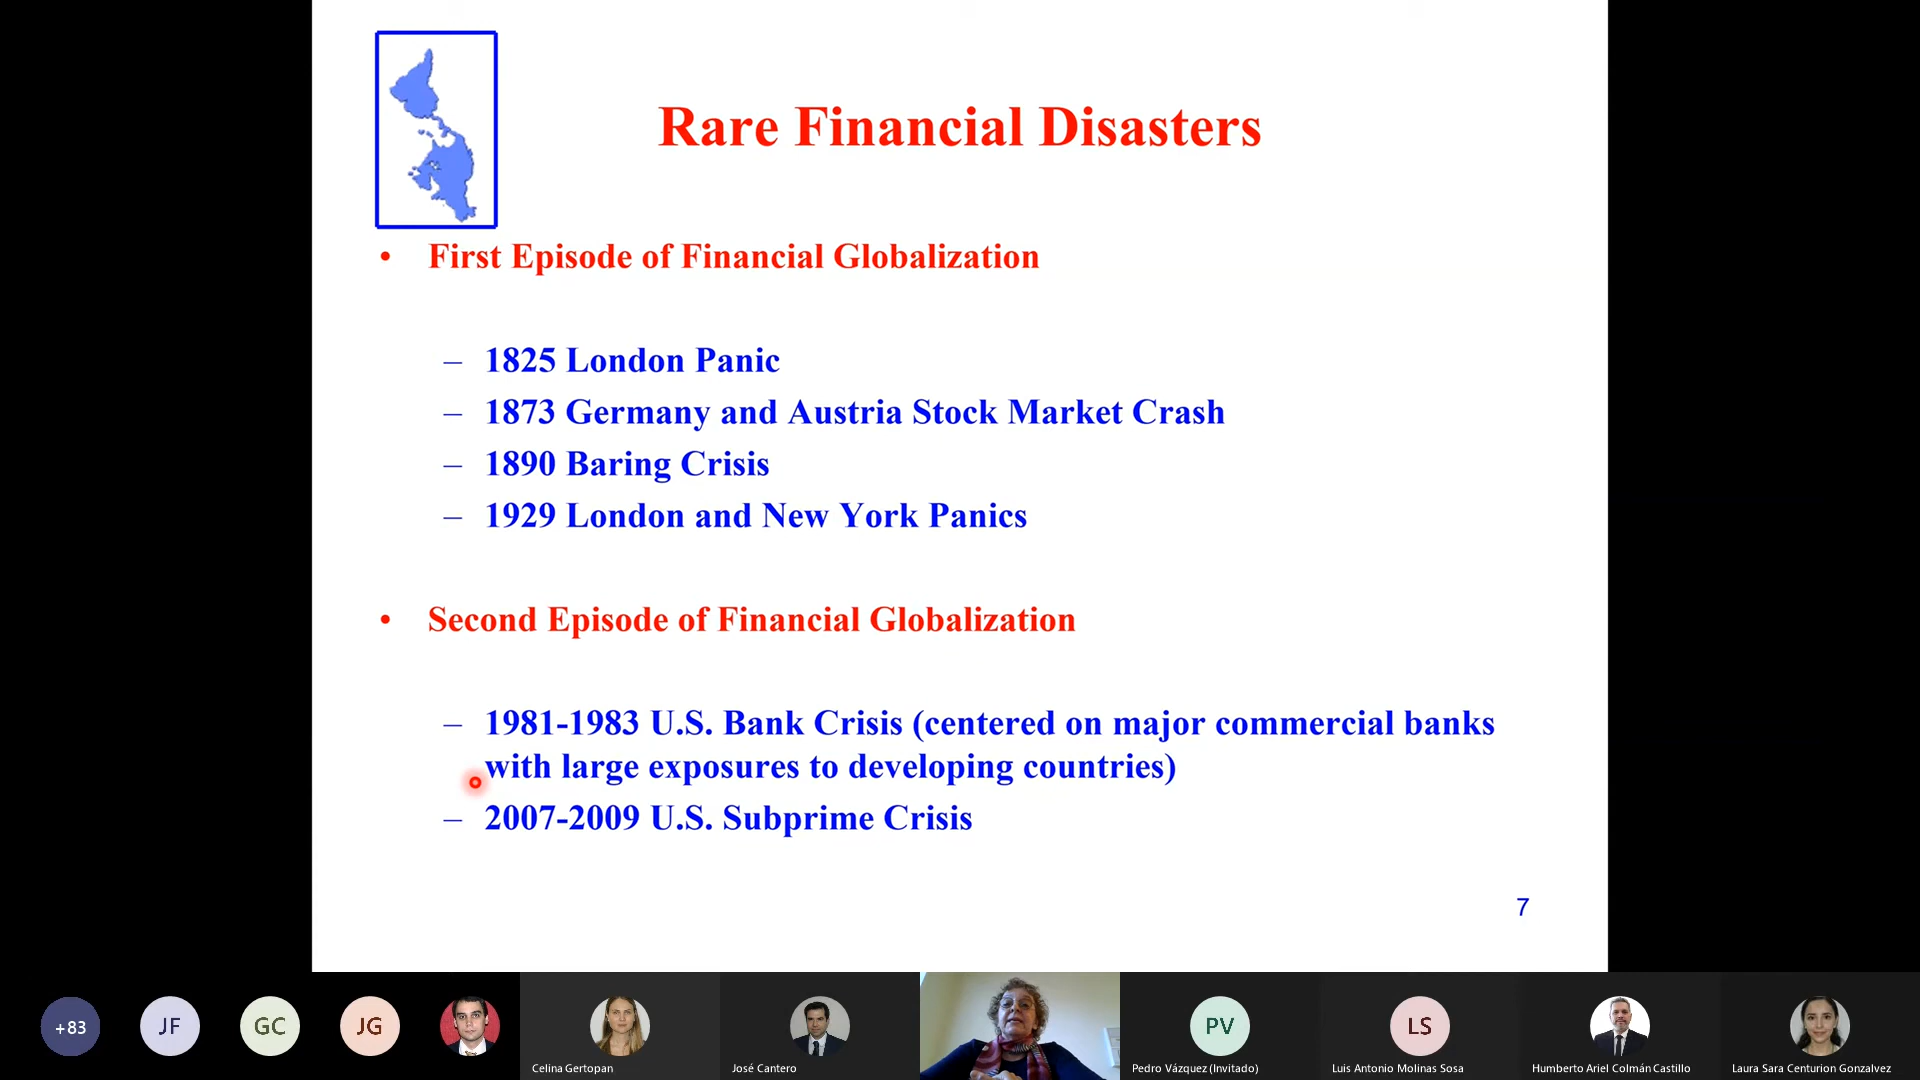 Rare Financial Disasters
• First Episode of Financial Globalization
– 1825 London Panic
– 1873 Germany and Austria Stock Market Crash
– 1890 Baring Crisis
– 1929 London and New York Panics
• Second Episode of Financial Globalization
– 1981-1983 U.S. Bank Crisis (centered on major commercial banks
with large exposures to developing countries)
– 2007-2009 U.S. Subprime Crisis
7
+83
JF
GC
JG
Celina Gertopan
José Cantero
PV
Pedro Vázquez (Invitado)
LS
Luis Antonio Molinas Sosa
Humberto Ariel Colmán Castillo
Laura Sara Centurion Gonzalvez